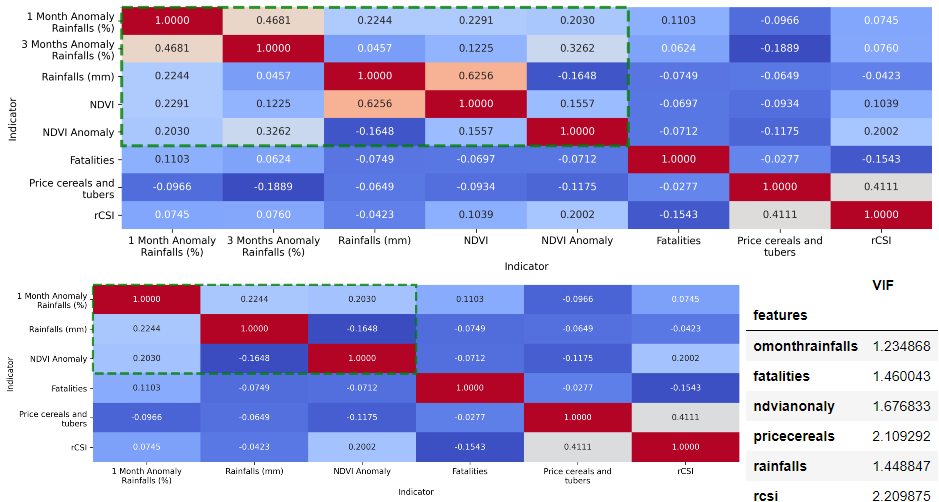 1 Month Anomaly
Rainfalls (%)
1.0000 0.4681 0.2244 0.2291 0.2030 0.1103 -0.0966 0.0745
3 Months Anomaly
Rainfalls (%)
0.4681 1.0000 0.0457 0.1225 0.3262 0.0624 -0.1889 0.0760
Rainfalls (mm) 0.2244 0.0457 1.0000 0.6256 -0.1648 -0.0749 -0.0649 -0.0423
NDVI 0.2291 0.1225 0.6256 1.0000 0.1557 -0.0697 -0.0934 0.1039
NDVI Anomaly 0.2030 0.3262 -0.1648 0.1557 1.0000 -0.0712 -0.1175 0.2002
Fatalities 0.1103 0.0624 -0.0749 -0.0697 -0.0712 1.0000 -0.0277 -0.1543
Price cereals and
tubers
-0.0966 -0.1889 -0.0649 -0.0934 -0.1175 -0.0277 1.0000 0.4111
rCSI 0.0745 0.0760 -0.0423 0.1039 0.2002 -0.1543 0.4111 1.0000
Indicator
1 Month Anomaly
Rainfalls (%)
3 Months Anomaly
Rainfalls (%)
Rainfalls (mm)
NDVI
NDVI Anomaly
Fatalities
Price cereals and
tubers
rCSI
Indicator
1 Month Anomaly
Rainfalls (%)
1.0000 0.2244 0.2030 0.1103 -0.0966 0.0745
Rainfalls (mm) 0.2244 1.0000 -0.1648 -0.0749 -0.0649 -0.0423
NDVI Anomaly 0.2030 -0.1648 1.0000 -0.0712 -0.1175 0.2002
Fatalities 0.1103 -0.0749 -0.0712 1.0000 -0.0277 -0.1543
Price cereals and
tubers
-0.0966 -0.0649 -0.1175 -0.0277 1.0000 0.4111
rCSI 0.0745 -0.0423 0.2002 -0.1543 0.4111 1.0000
Indicator
1 Month Anomaly
Rainfalls (%)
Rainfalls (mm)
NDVI Anomaly
Fatalities
Price cereals and
tubers
rCSI
Indicator
VIF
features
omonthrainfalls 1.234868
fatalities 1.460043
ndvianonaly 1.676833
pricecereals 2.109292
rainfalls 1.448847
rcsi 2.209875